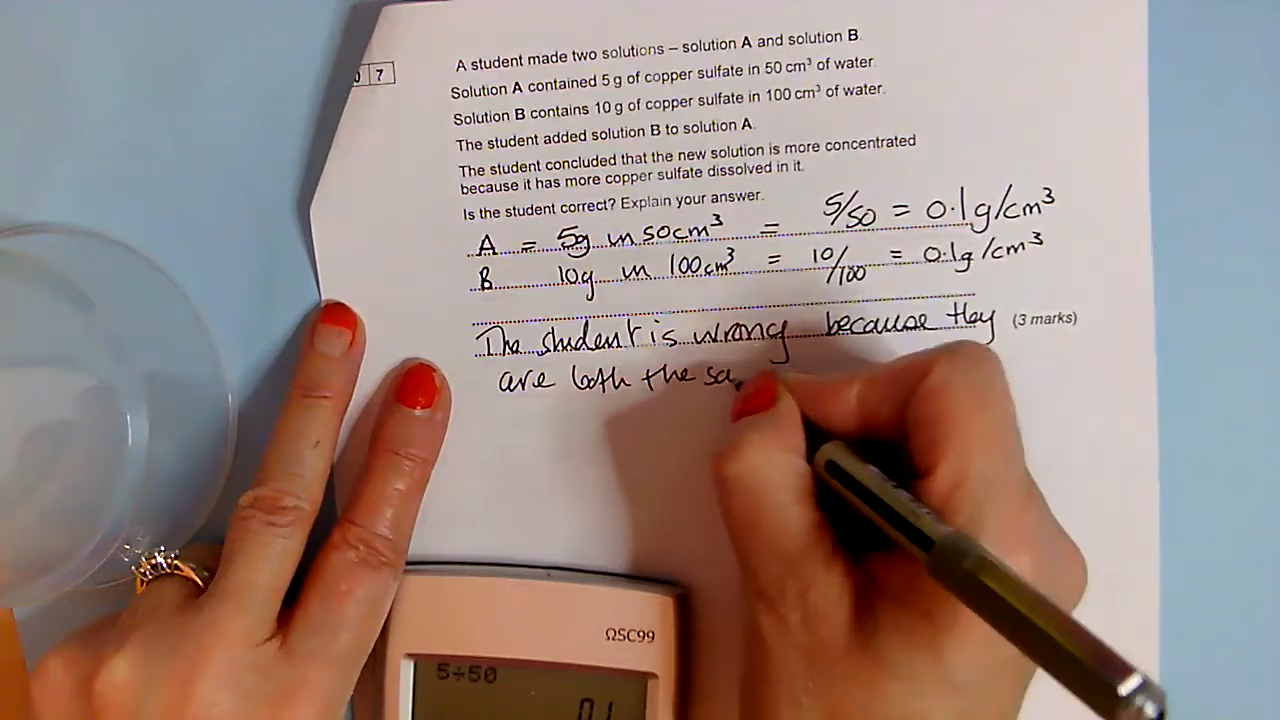 7
A student made two solutions – solution A and solution B.
Solution A contained 5 g of copper sulfate in 50 cm³ of water.
Solution B contains 10 g of copper sulfate in 100 cm³ of water.
The student added solution B to solution A.
The student concluded that the new solution is more concentrated
because it has more copper sulfate dissolved in it.
Is the student correct? Explain your answer.
A = 5g in 50cm³ = 5/50 = 0.1g/cm³
B 10g in 100cm³ = 10/100 = 0.1g/cm³
The student is wrong because they (3 marks)
are both the sa
ΩSC99
5÷50
0.1